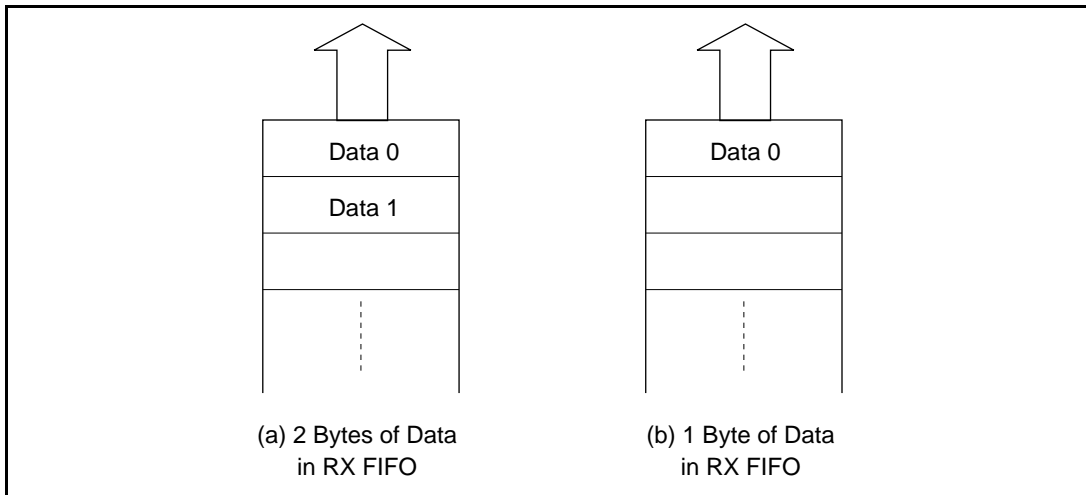 Data 0
Data 1
(a) 2 Bytes of Data
in RX FIFO
Data 0
(b) 1 Byte of Data
in RX FIFO